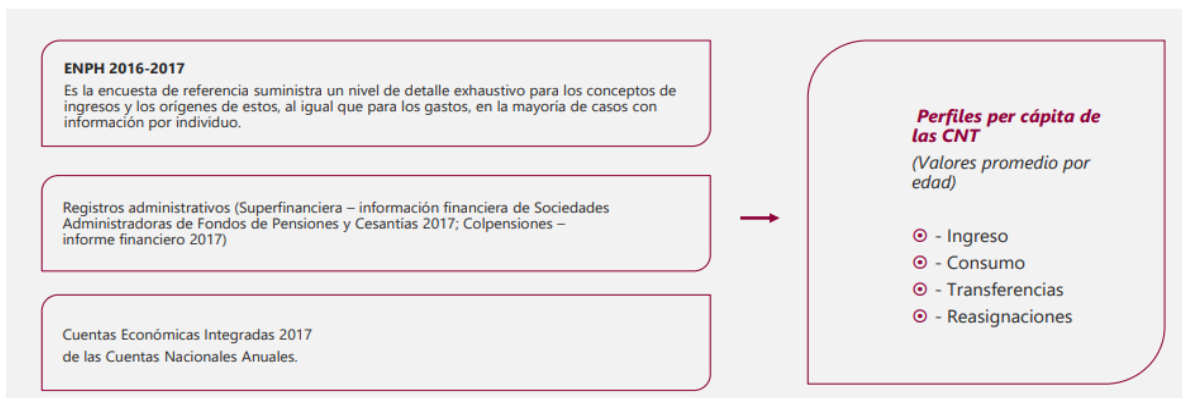 ENPH 2016-2017
Es la encuesta de referencia suministra un nivel de detalle exhaustivo para los conceptos de
ingresos y los orígenes de estos, al igual que para los gastos, en la mayoría de casos con
información por individuo.
Registros administrativos (Superfinanciera – información financiera de Sociedades
Administradoras de Fondos de Pensiones y Cesantías 2017; Colpensiones –
informe financiero 2017)
Cuentas Económicas Integradas 2017
de las Cuentas Nacionales Anuales.
Perfiles per cápita de
las CNT
(Valores promedio por
edad)
- Ingreso
- Consumo
- Transferencias
- Reasignaciones